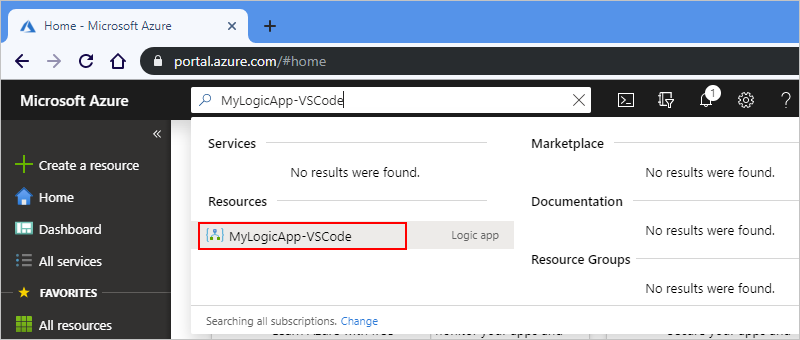 Home - Microsoft Azure
portal.azure.com/#home
Microsoft Azure
MyLogicApp-VSCode
1
?
«
Create a resource
Home
Dashboard
All services
FAVORITES
All resources
Services
No results were found.
Resources
MyLogicApp-VSCode Logic app
Marketplace
No results were found.
Documentation
No results were found.
Resource Groups
No results were found.
Searching all subscriptions. Change